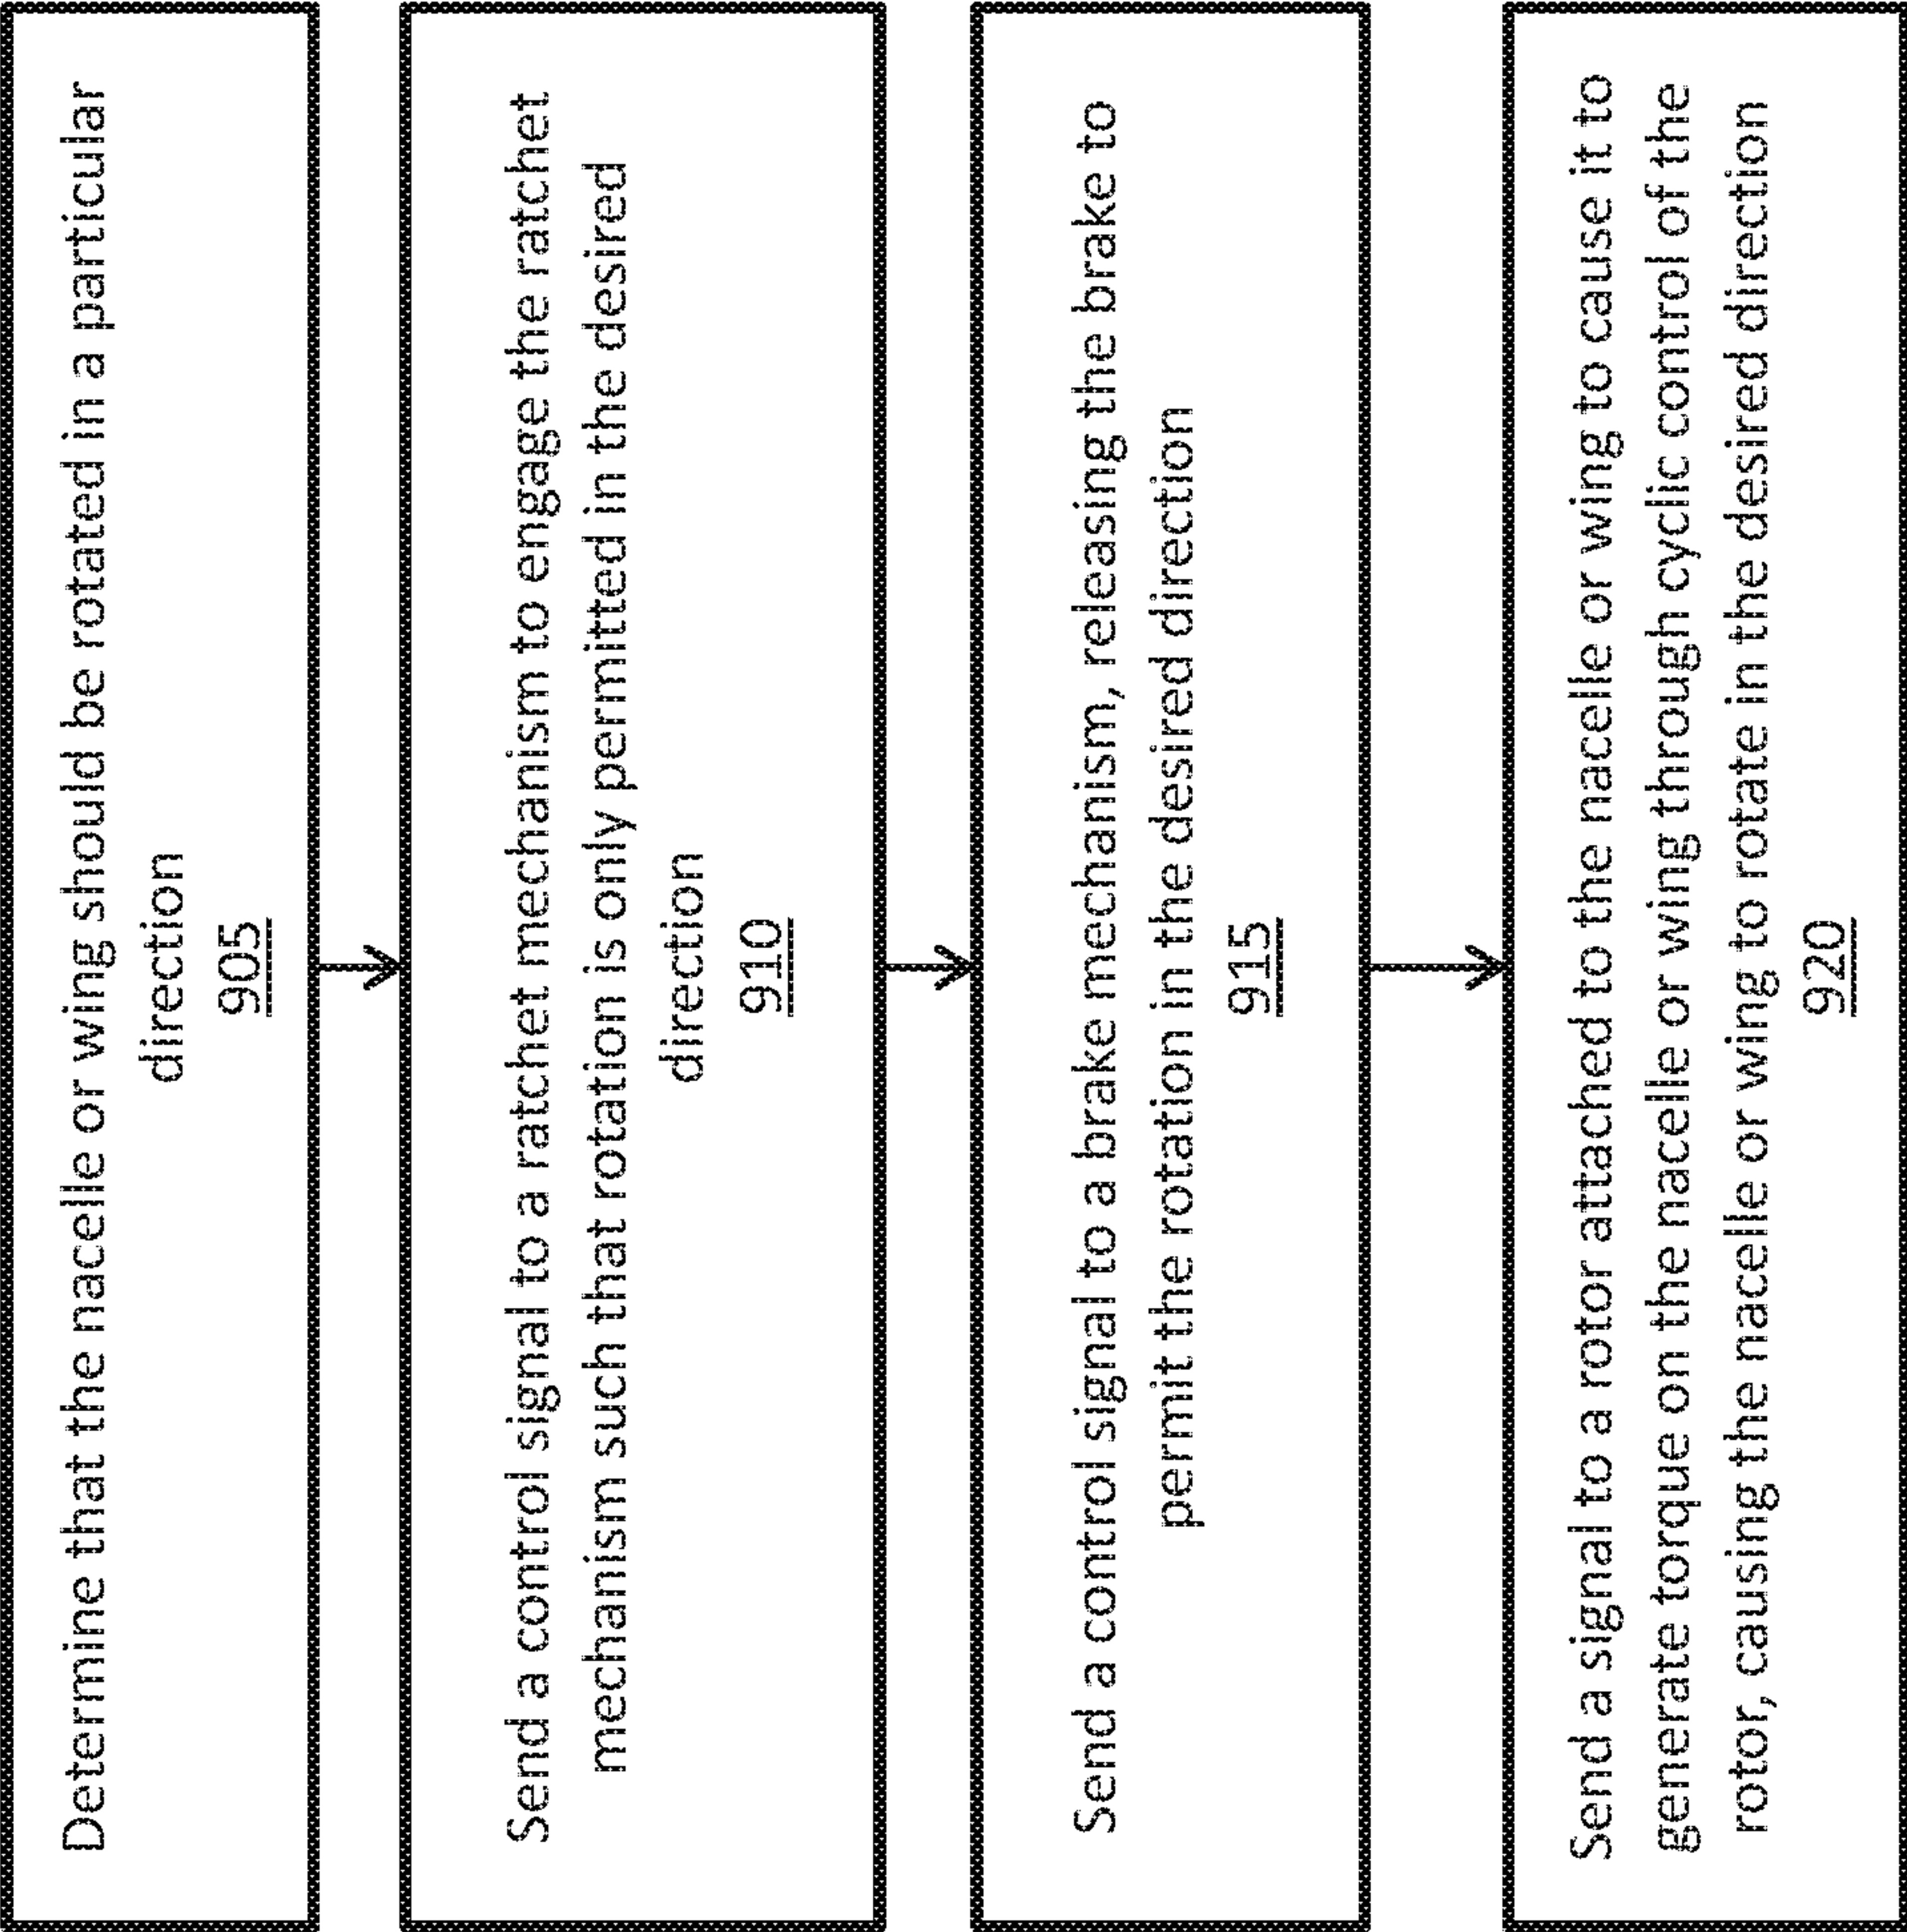 Determine that the nacelle or wing should be rotated in a particular
direction
905
Send a control signal to a ratchet mechanism to engage the ratchet
mechanism such that rotation is only permitted in the desired
direction
910
Send a control signal to a brake mechanism, releasing the brake to
permit the rotation in the desired direction
915
Send a signal to a rotor attached to the nacelle or wing to cause it to
generate torque on the nacelle or wing through cyclic control of the
rotor, causing the nacelle or wing to rotate in the desired direction
920